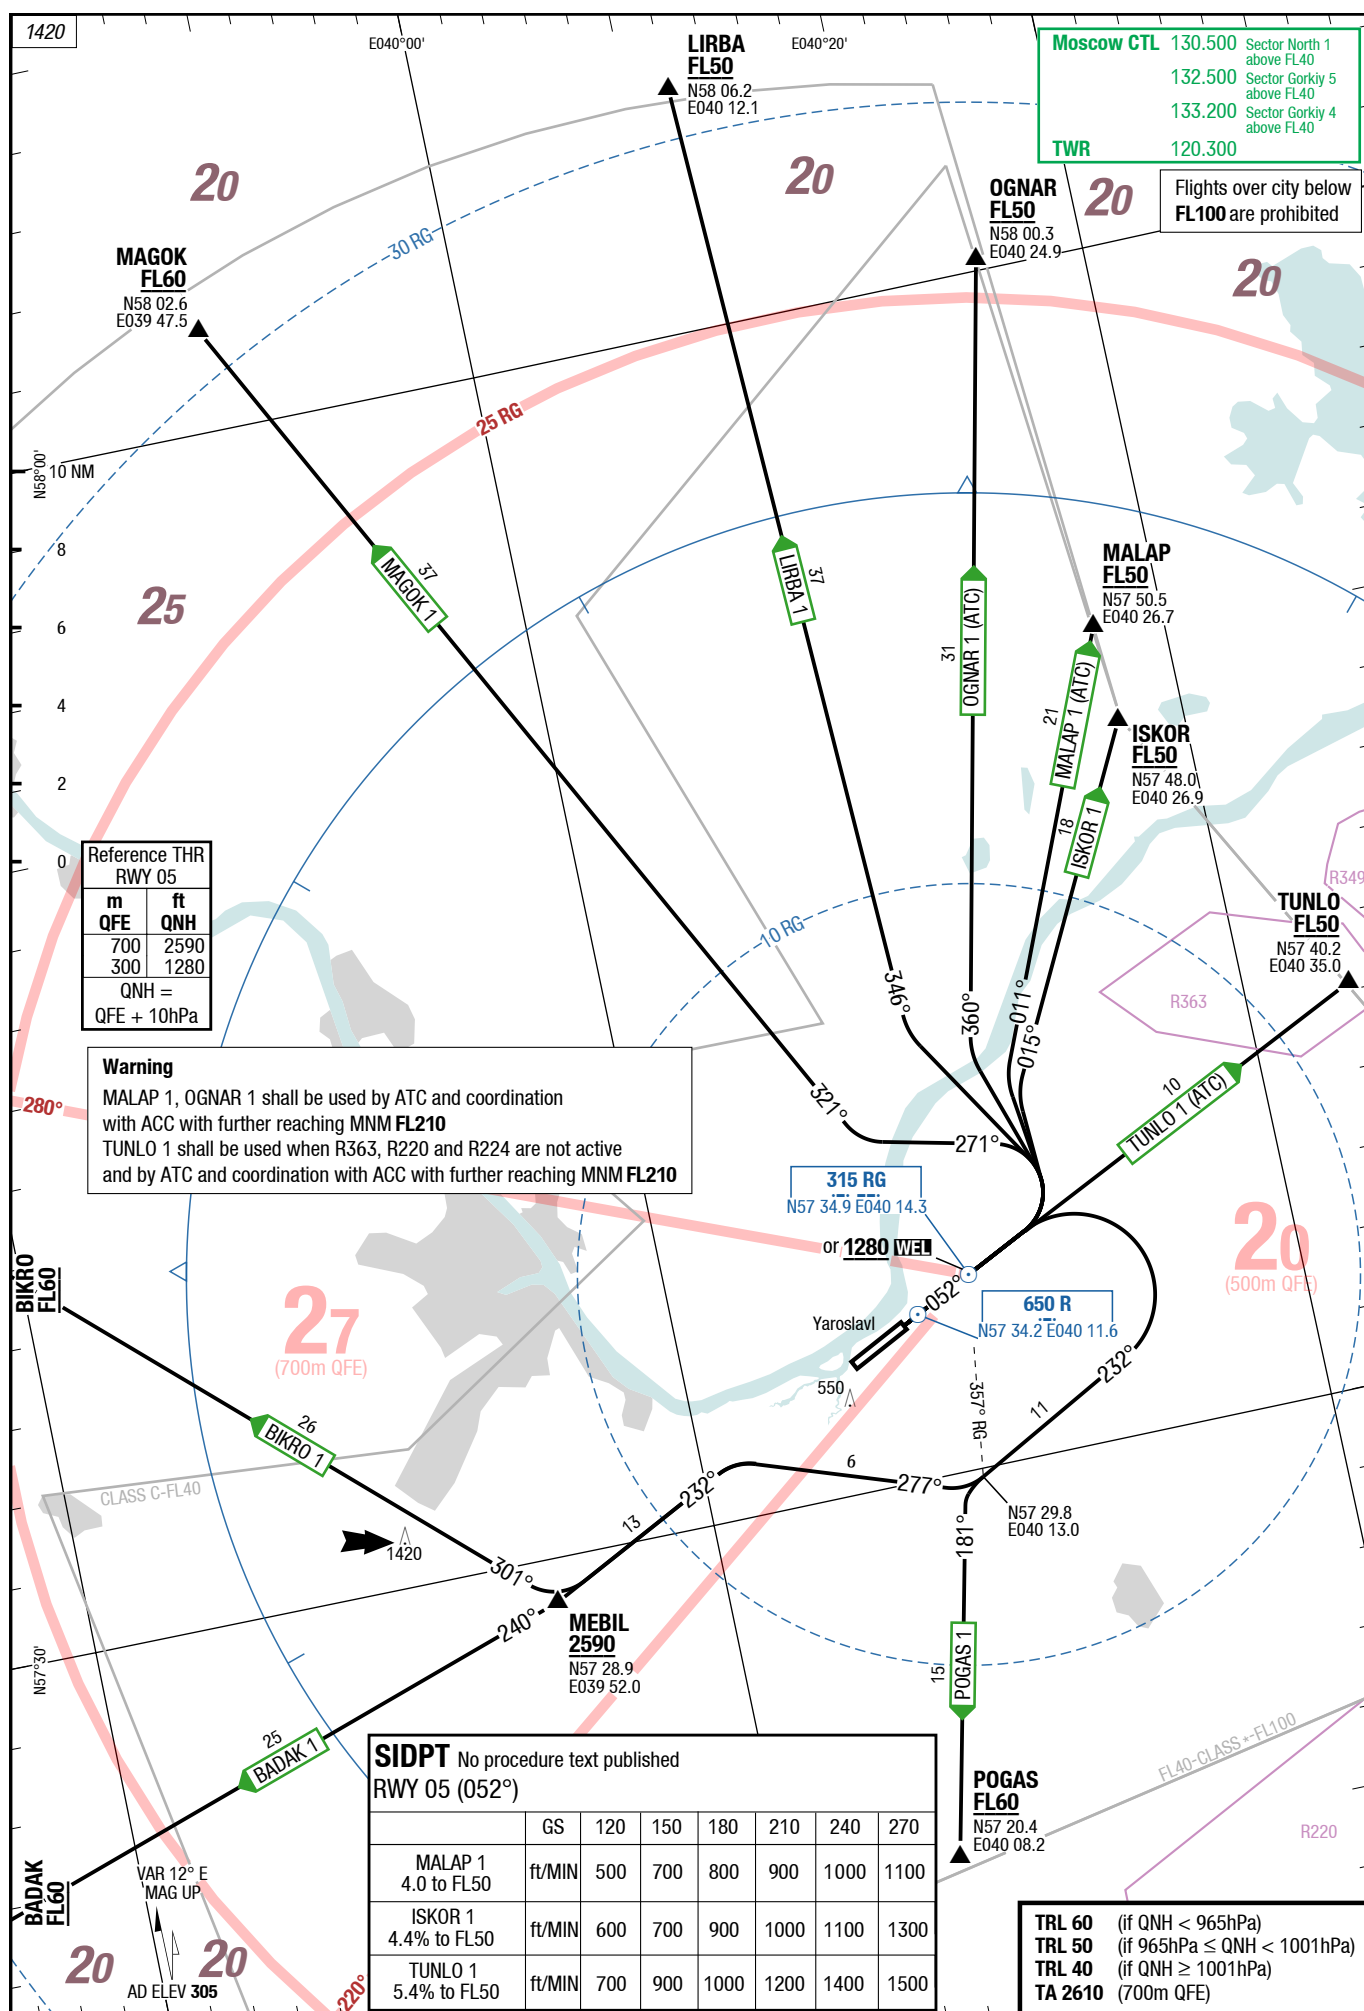 1420
E040°00'
LIRBA
FL50
N58 06.2
E040 12.1
E040°20'
Moscow CTL 130.500 Sector North 1
above FL40
132.500 Sector Gorkiy 5
above FL40
133.200 Sector Gorkiy 4
above FL40
TWR 120.300
Flights over city below
FL100 are prohibited
20
20
20
20
OGNAR
FL50
N58 00.3
E040 24.9
MAGOK
FL60
N58 02.6
E039 47.5
30 RG
25 RG
N58°00'
10 NM
8
6
4
2
0
25
37
MAGOK 1
37
LIRBA 1
31
OGNAR 1 (ATC)
21
MALAP 1 (ATC)
18
ISKOR 1
MALAP
FL50
N57 50.5
E040 26.7
ISKOR
FL50
N57 48.0
E040 26.9
R349
TUNLO
FL50
N57 40.2
E040 35.0
R363
Reference THR
RWY 05
m ft
QFE QNH
700 2590
300 1280
QNH =
QFE + 10hPa
10 RG
346°
360°
011°
015°
321°
271°
10
TUNLO 1 (ATC)
Warning
MALAP 1, OGNAR 1 shall be used by ATC and coordination
with ACC with further reaching MNM FL210
TUNLO 1 shall be used when R363, R220 and R224 are not active
and by ATC and coordination with ACC with further reaching MNM FL210
280°
315 RG
N57 34.9 E040 14.3
or 1280 WEL
052°
650 R
N57 34.2 E040 11.6
Yaroslavl
550
20
(500m QFE)
27
(700m QFE)
BIKRO
FL60
26
BIKRO 1
CLASS C-FL40
1420
357° RG
232°
11
6
277°
232°
13
N57 29.8
E040 13.0
181°
301°
240°
MEBIL
2590
N57 28.9
E039 52.0
N57°30'
15
POGAS 1
25
BADAK 1
BADAK
FL60
VAR 12° E
MAG UP
20
20
AD ELEV 305
220°
SIDPT No procedure text published
RWY 05 (052°)
GS 120 150 180 210 240 270
MALAP 1
4.0 to FL50 ft/MIN 500 700 800 900 1000 1100
ISKOR 1
4.4% to FL50 ft/MIN 600 700 900 1000 1100 1300
TUNLO 1
5.4% to FL50 ft/MIN 700 900 1000 1200 1400 1500
POGAS
FL60
N57 20.4
E040 08.2
FL40-CLASS *-FL100
R220
TRL 60 (if QNH < 965hPa)
TRL 50 (if 965hPa ≤ QNH < 1001hPa)
TRL 40 (if QNH ≥ 1001hPa)
TA 2610 (700m QFE)